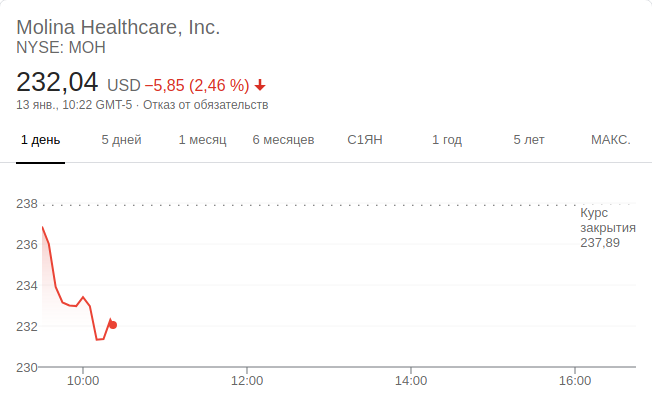 Molina Healthcare, Inc.
NYSE: MOH
232,04 USD −5,85 (2,46 %)
13 янв., 10:22 GMT-5 · Отказ от обязательств
1 день 5 дней 1 месяц 6 месяцев С1ЯН 1 год 5 лет МАКС.
238
Курс
закрытия
237,89
236
234
232
230
10:00 12:00 14:00 16:00